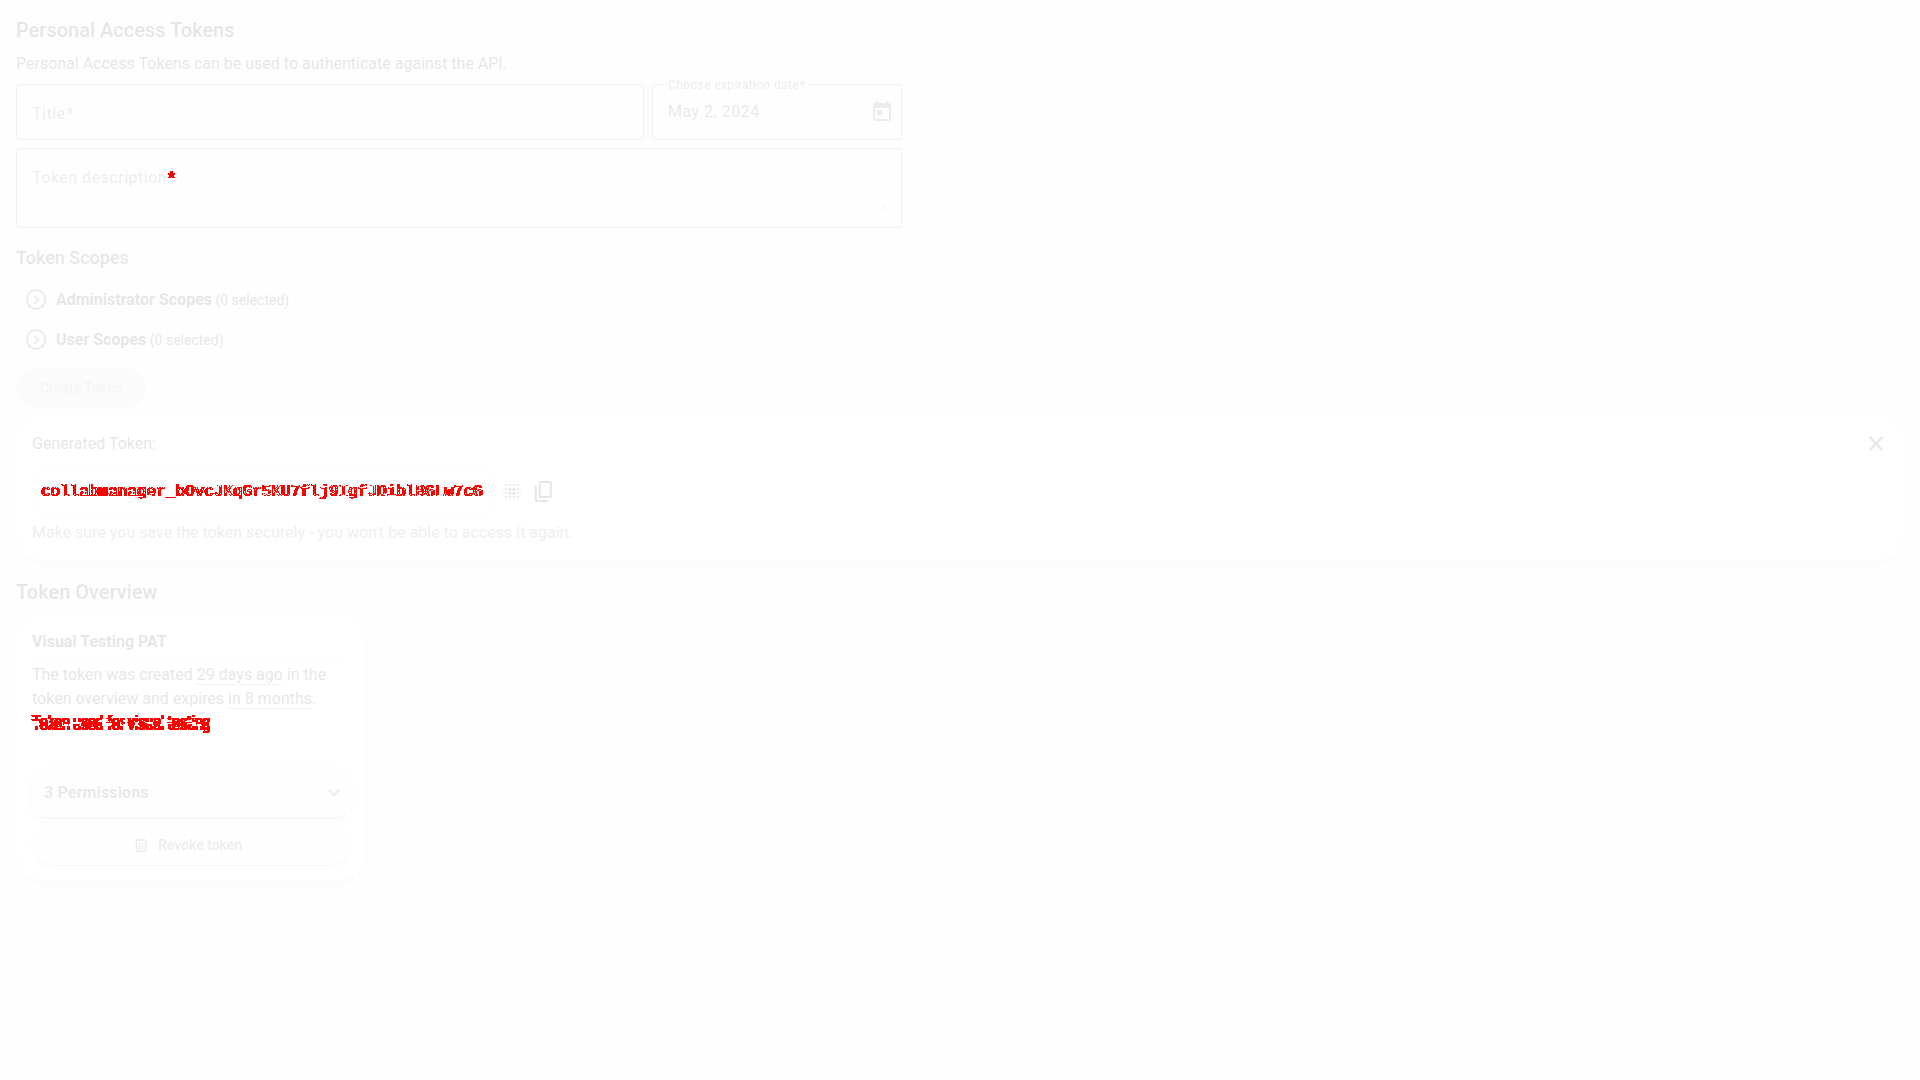 Personal Access Tokens
Personal Access Tokens can be used to authenticate against the API.
Title*
Choose expiration date*
May 2, 2024
Token description*
Token Scopes
Administrator Scopes (0 selected)
User Scopes (0 selected)
Create Token
Generated Token:
Make sure you save the token securely - you won't be able to access it again.
Token Overview
Visual Testing PAT
The token was created 29 days ago in the
token overview and expires in 8 months.
Token used for visual testing
3 Permissions
Revoke token